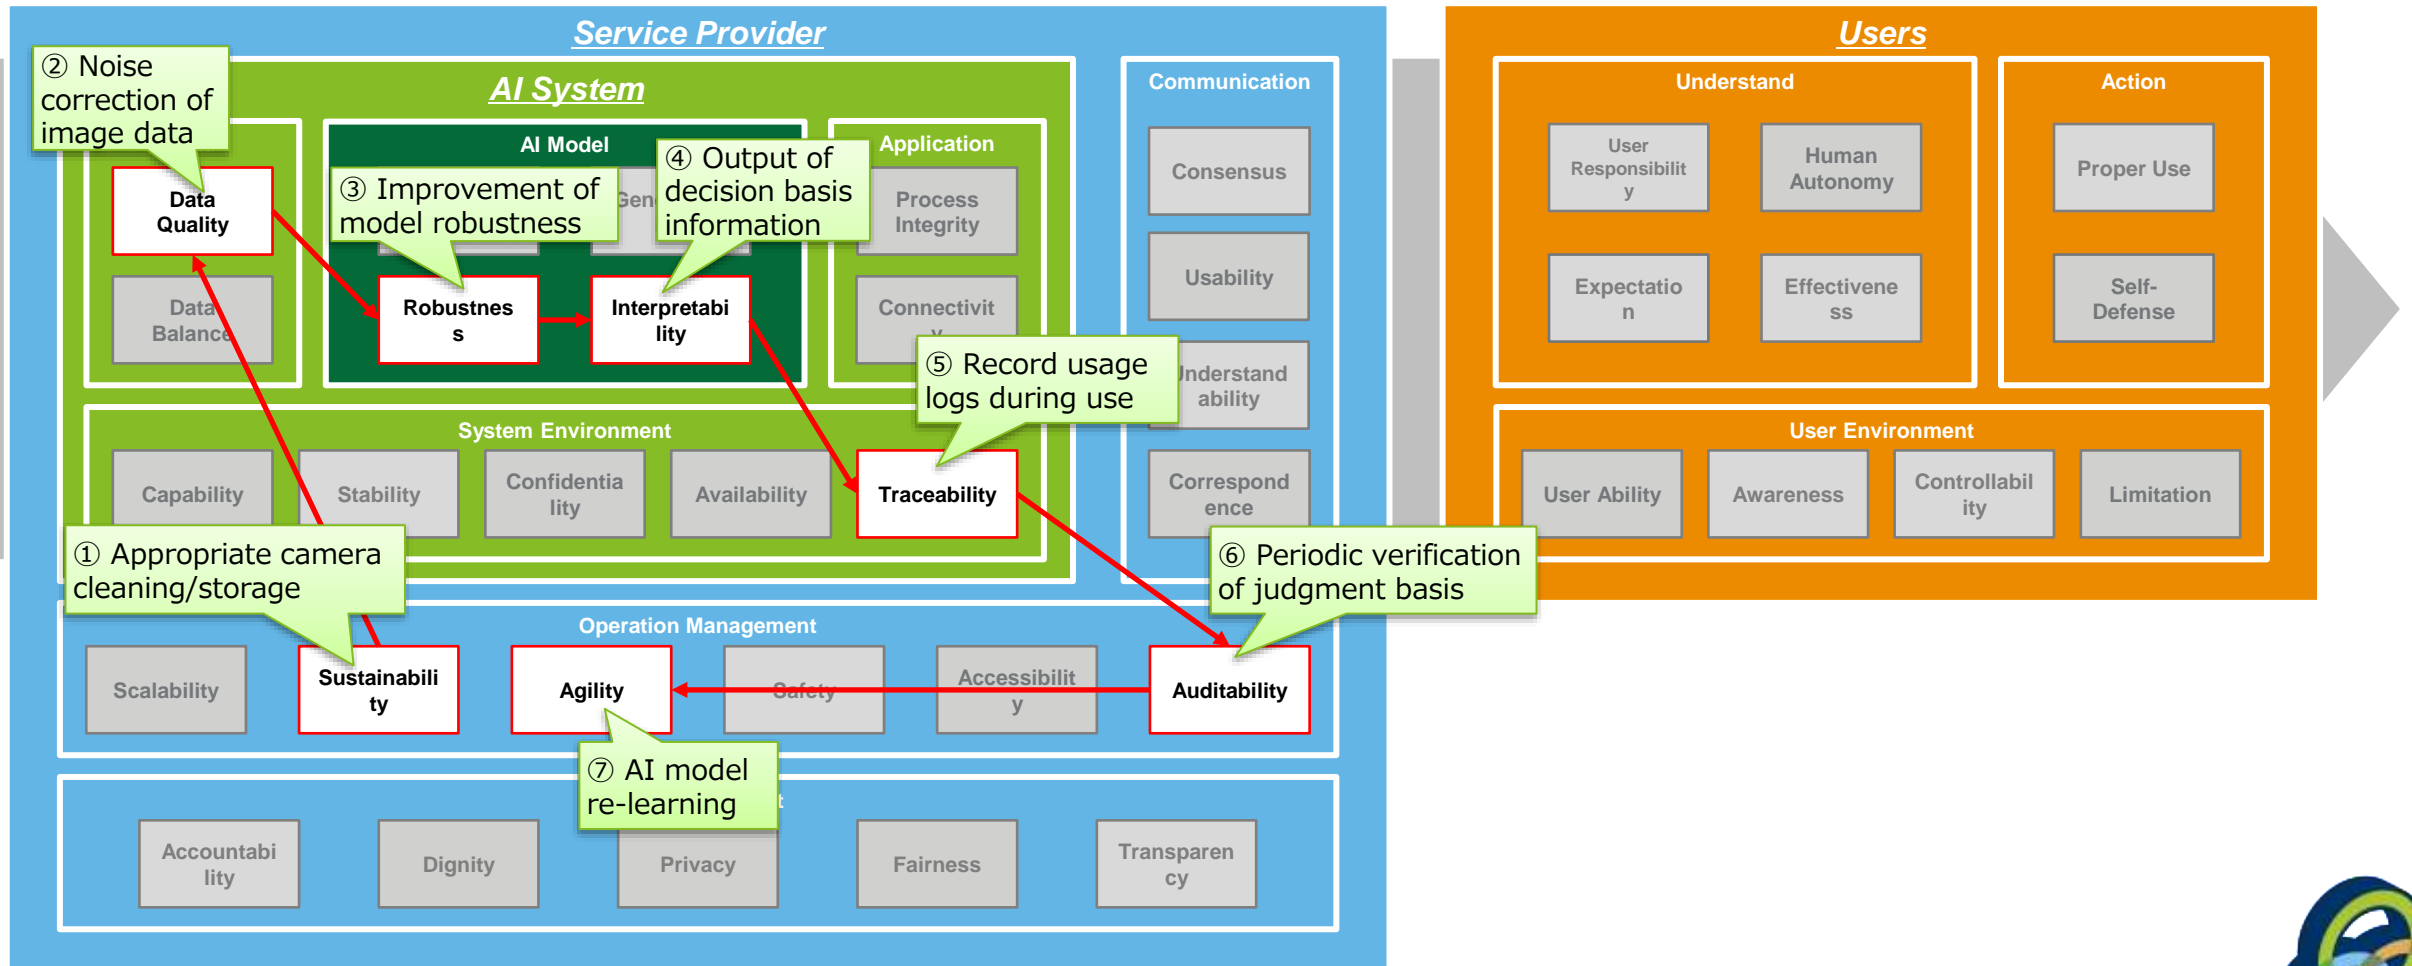 Service Provider
② Noise
correction of
image data
AI System
Data
Quality
Data
Balance
AI Model
③ Improvement of
model robustness
Gen
④ Output of
decision basis
information
Robustnes
s
Interpretabi
lity
Application
Process
Integrity
Connectivit
y
⑤ Record usage
logs during use
System Environment
Capability
Stability
Confidentia
lity
Availability
Traceability
Communication
Consensus
Usability
Understand
ability
Correspond
ence
① Appropriate camera
cleaning/storage
⑥ Periodic verification
of judgment basis
Operation Management
Scalability
Sustainabili
ty
Agility
Safety
Accessibilit
y
Auditability
⑦ AI model
re-learning
t
Accountabi
lity
Dignity
Privacy
Fairness
Transparen
cy
Users
Understand
User
Responsibilit
y
Human
Autonomy
Expectatio
n
Effectivene
ss
Action
Proper Use
Self-
Defense
User Environment
User Ability
Awareness
Controllabil
ity
Limitation